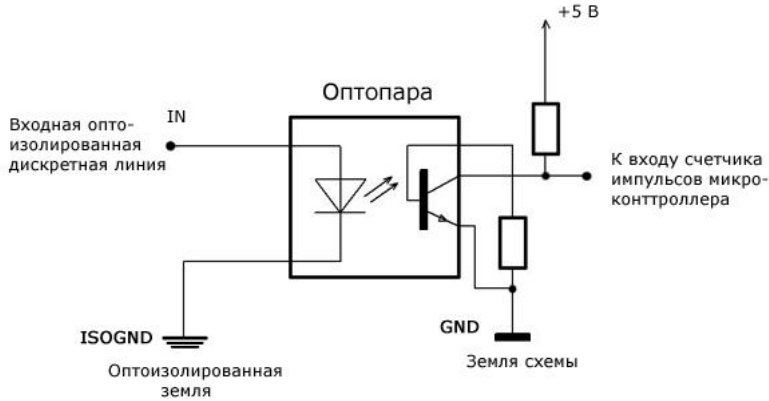 +5 В
Оптопара
IN
Входная опто-
изолированная
дискретная линия
К входу счетчика
импульсов микро-
конттроллера
ISOGND
Оптоизолированная
земля
GND
Земля схемы